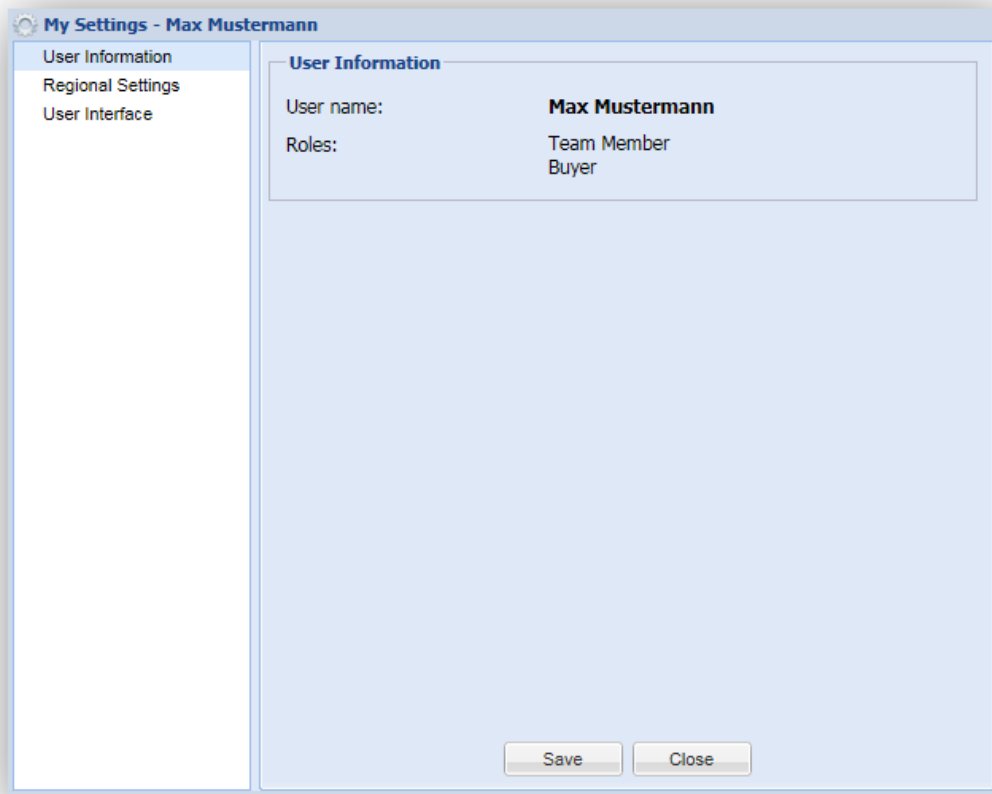 My Settings - Max Mustermann
User Information
Regional Settings
User Interface
User Information
User name: Max Mustermann
Roles: Team Member
Buyer
Save Close